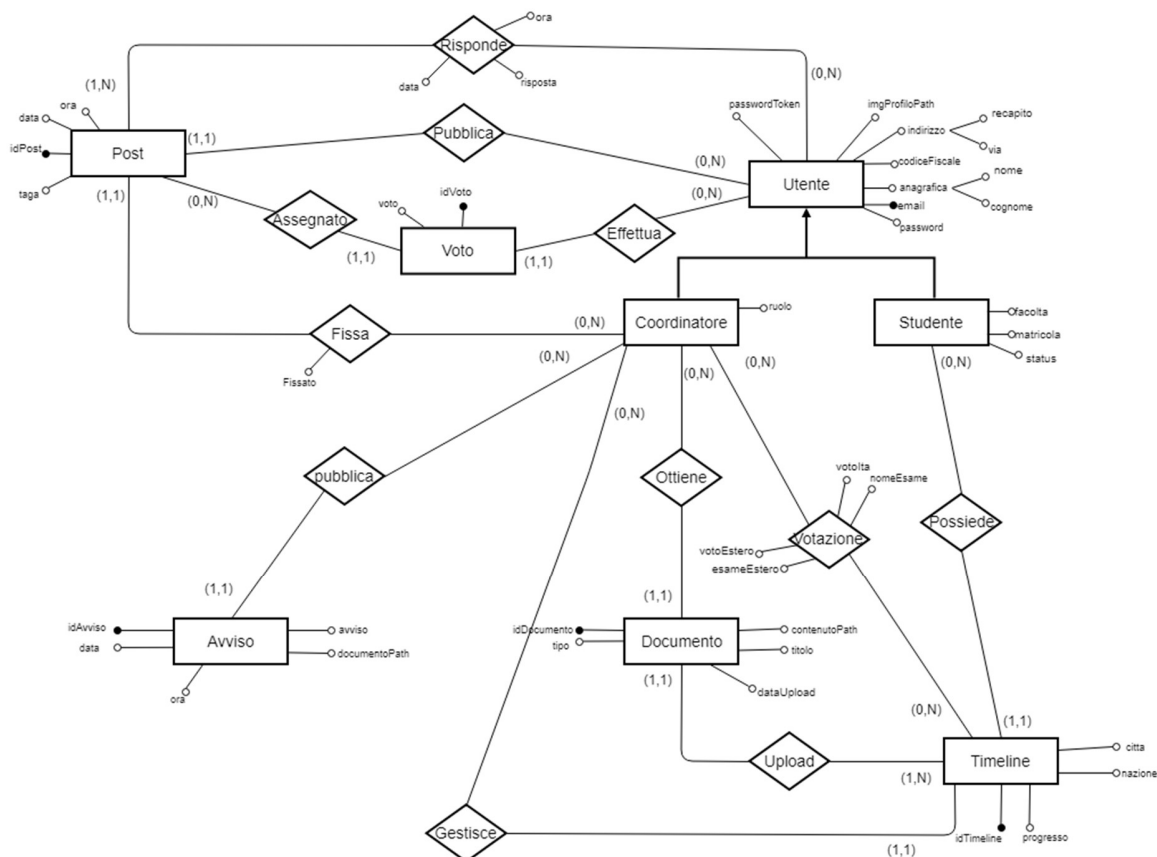 ora
Risponde
(1,N)
data
risposta
(0,N)
passwordToken
imgProfiloPath
recapito
indirizzo
via
data
ora
idPost
Post
taga
(1,1)
Pubblica
(0,N)
Utente
codiceFiscale
anagrafica
nome
cognome
email
password
(1,1)
(0,N)
Assegnato
voto
idVoto
(1,1)
Voto
(1,1)
Effettua
(0,N)
Fissa
Fissato
(0,N)
Coordinatore
ruolo
Studente
facolta
matricola
status
(0,N)
(0,N)
(0,N)
(0,N)
(0,N)
pubblica
Ottiene
votoIta
nomeEsame
Votazione
votoEstero
esameEstero
Possiede
(1,1)
idAvviso
data
Avviso
avviso
documentoPath
ora
(1,1)
idDocumento
tipo
Documento
contenutoPath
titolo
dataUpload
(1,1)
(0,N)
(1,1)
Upload
(1,N)
Timeline
citta
nazione
idTimeline
progresso
Gestisce
(1,1)